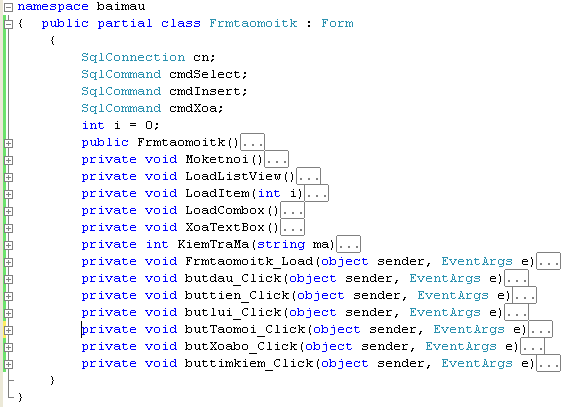 namespace baimau
{ public partial class Frmtaomoitk : Form
{
SqlConnection cn;
SqlCommand cmdSelect;
SqlCommand cmdInsert;
SqlCommand cmdXoa;
int i = 0;
public Frmtaomoitk()...
private void Moketnoi()...
private void LoadListView()...
private void LoadItem(int i)...
private void LoadCombox()...
private void XoaTextBox()...
private int KiemTraMa(string ma)...
private void Frmtaomoitk_Load(object sender, EventArgs e)...
private void butdau_Click(object sender, EventArgs e)...
private void buttien_Click(object sender, EventArgs e)...
private void butlui_Click(object sender, EventArgs e)...
private void butTaomoi_Click(object sender, EventArgs e)...
private void butXoabo_Click(object sender, EventArgs e)...
private void buttimkiem_Click(object sender, EventArgs e)...
}
}